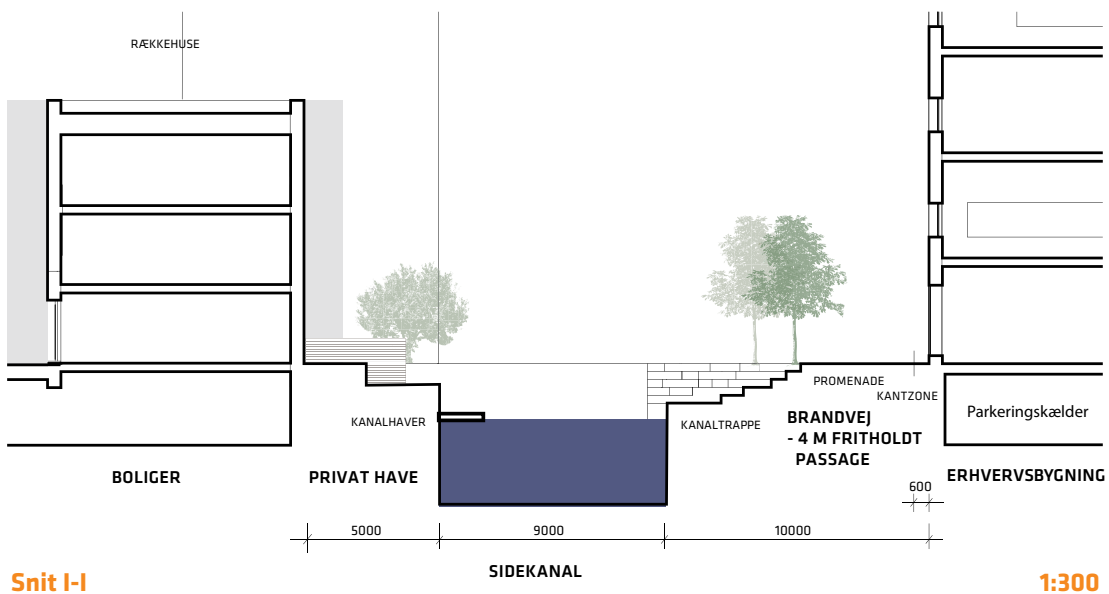 RÆKKEHUSE
PROMENADE
KANTZONE
Parkeringskælder
KANALHAVER
KANALTRAPPE
BRANDVEJ
- 4 M FRITHOLDT
PASSAGE
BOLIGER
PRIVAT HAVE
ERHVERVSBYGNING
600
5000
9000
10000
SIDEKANAL
Snit I-I
1:300